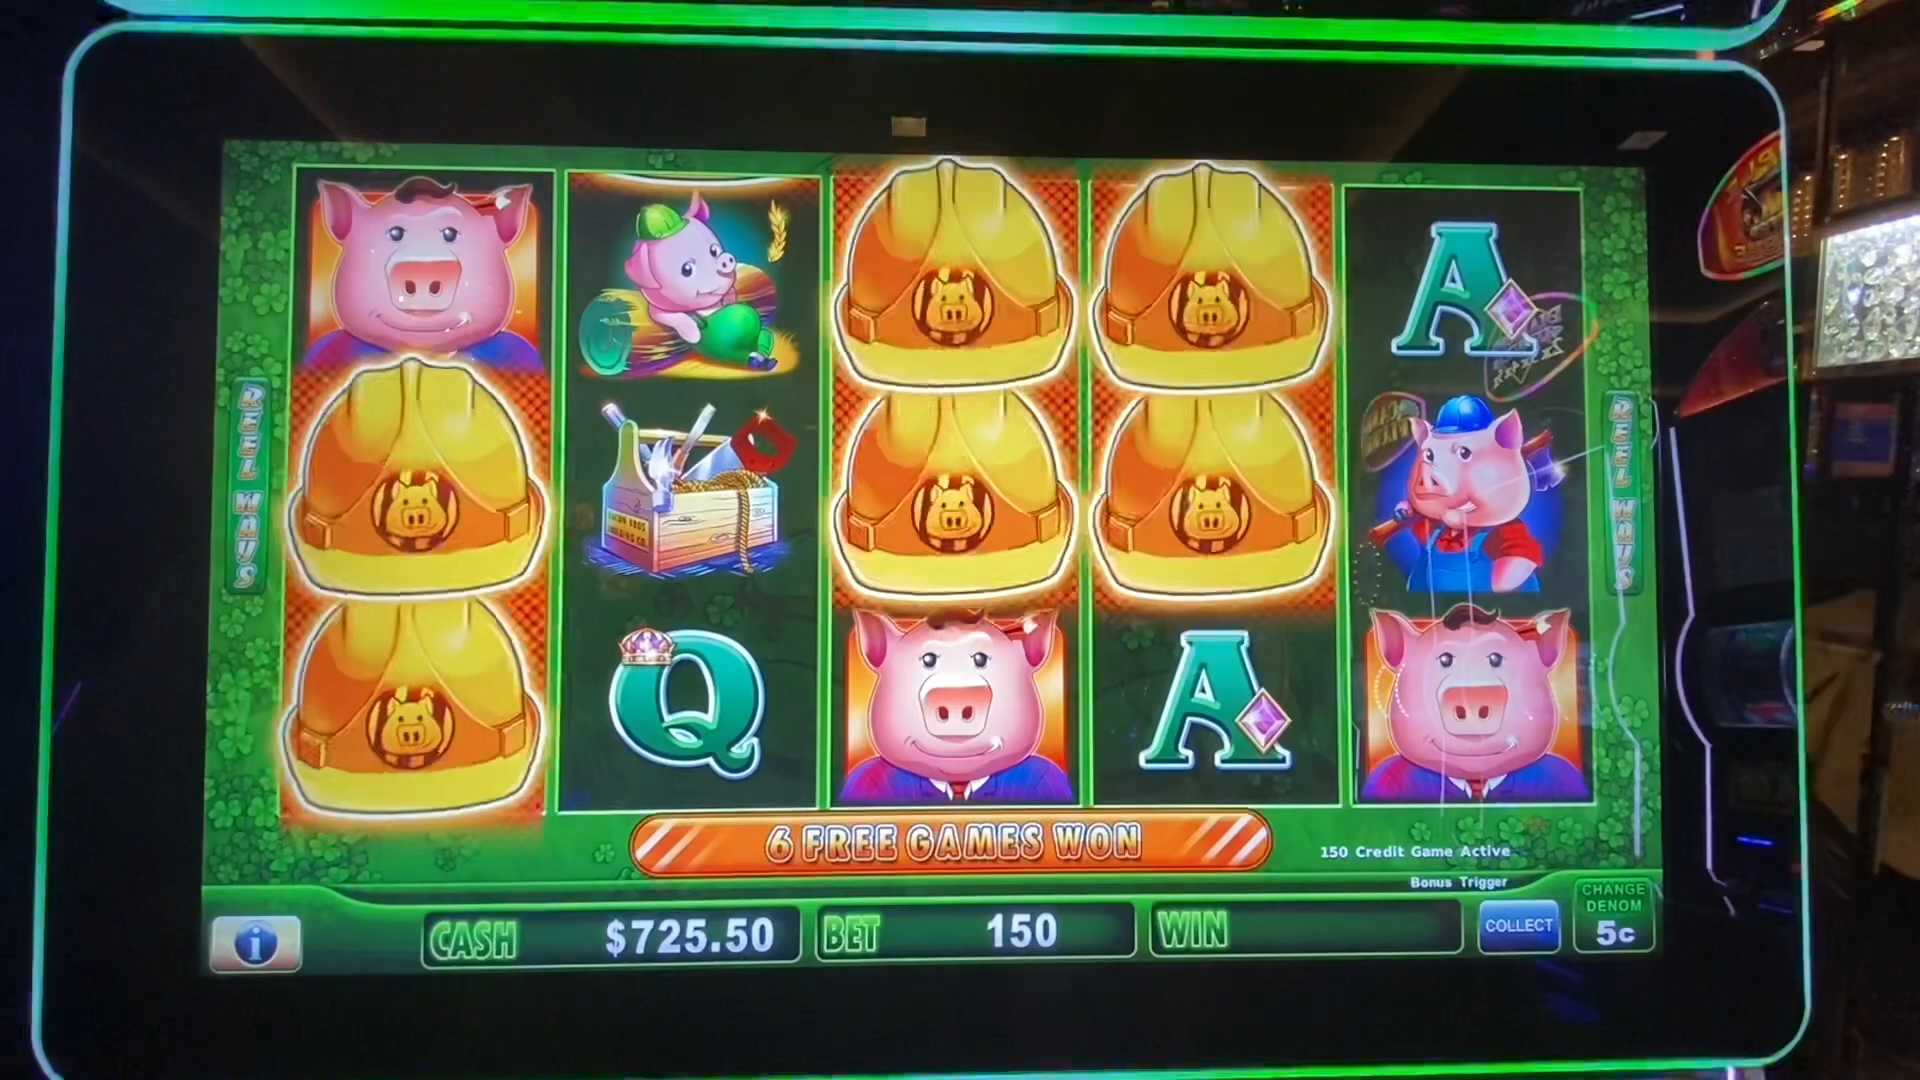 REEL WAYS
REEL WAYS
A
Q
A
6 FREE GAMES WON
150 Credit Game Active
Bonus Trigger
CASH $725.50
BET 150
WIN
COLLECT
CHANGE
DENOM
5c